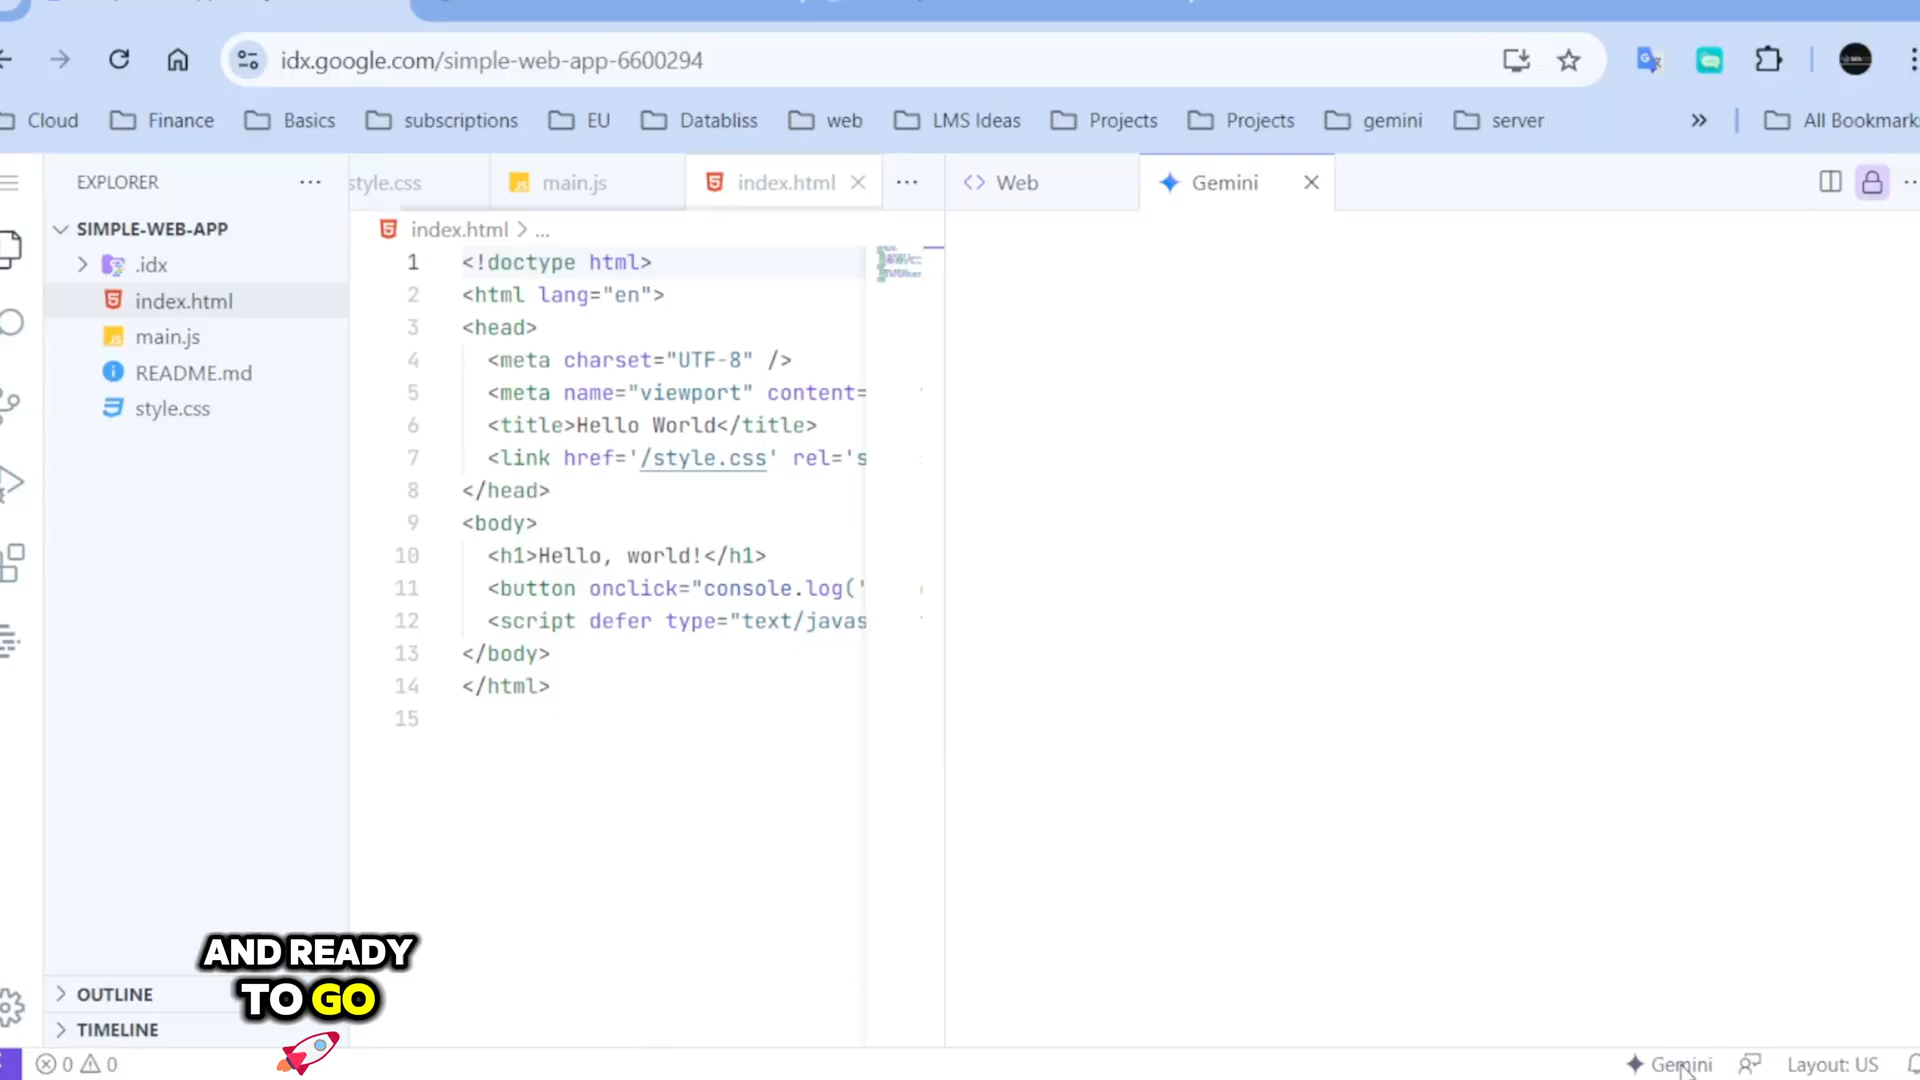 idx.google.com/simple-web-app-6600294
Cloud
Finance
Basics
subscriptions
EU
Databliss
web
LMS Ideas
Projects
Projects
gemini
server
All Bookmark
EXPLORER
SIMPLE-WEB-APP
.idx
index.html
main.js
README.md
style.css
OUTLINE
TIMELINE
style.css
main.js
index.html
index.html > ...
1 <!doctype html>
2 <html lang="en">
3 <head>
4 <meta charset="UTF-8" />
5 <meta name="viewport" content=
6 <title>Hello World</title>
7 <link href='/style.css' rel='s
8 </head>
9 <body>
10 <h1>Hello, world!</h1>
11 <button onclick="console.log('
12 <script defer type="text/javas
13 </body>
14 </html>
15
Web
Gemini
AND READY
TO GO
0
0
Gemini
Layout: US